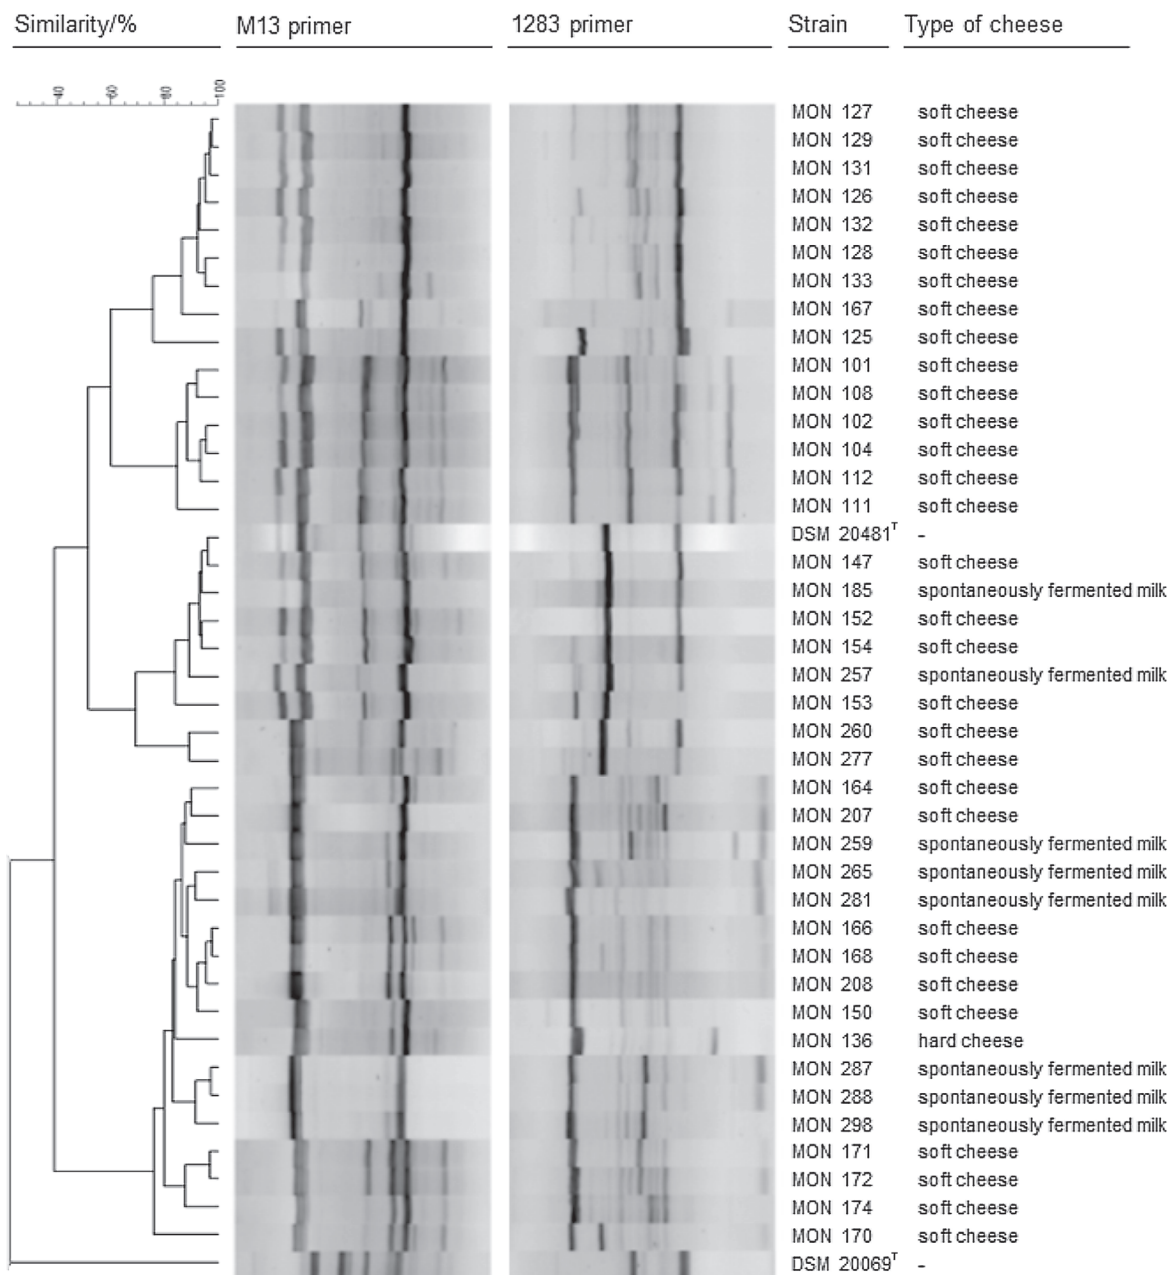 Similarity/% M13 primer 1283 primer Strain Type of cheese
40 60 80 100
MON 127 soft cheese
MON 129 soft cheese
MON 131 soft cheese
MON 126 soft cheese
MON 132 soft cheese
MON 128 soft cheese
MON 133 soft cheese
MON 167 soft cheese
MON 125 soft cheese
MON 101 soft cheese
MON 108 soft cheese
MON 102 soft cheese
MON 104 soft cheese
MON 112 soft cheese
MON 111 soft cheese
DSM 20481ᵀ -
MON 147 soft cheese
MON 185 spontaneously fermented milk
MON 152 soft cheese
MON 154 soft cheese
MON 257 spontaneously fermented milk
MON 153 soft cheese
MON 260 soft cheese
MON 277 soft cheese
MON 164 soft cheese
MON 207 soft cheese
MON 259 spontaneously fermented milk
MON 265 spontaneously fermented milk
MON 281 spontaneously fermented milk
MON 166 soft cheese
MON 168 soft cheese
MON 208 soft cheese
MON 150 soft cheese
MON 136 hard cheese
MON 287 spontaneously fermented milk
MON 288 spontaneously fermented milk
MON 298 spontaneously fermented milk
MON 171 soft cheese
MON 172 soft cheese
MON 174 soft cheese
MON 170 soft cheese
DSM 20069ᵀ -